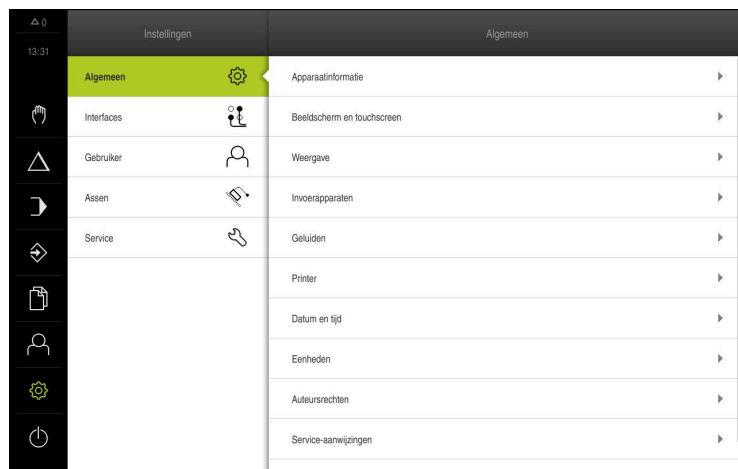 0
13:31
Instellingen
Algemeen
Algemeen
Interfaces
Gebruiker
Assen
Service
Apparaatinformatie
Beeldscherm en touchscreen
Weergave
Invoerapparaten
Geluiden
Printer
Datum en tijd
Eenheden
Auteursrechten
Service-aanwijzingen